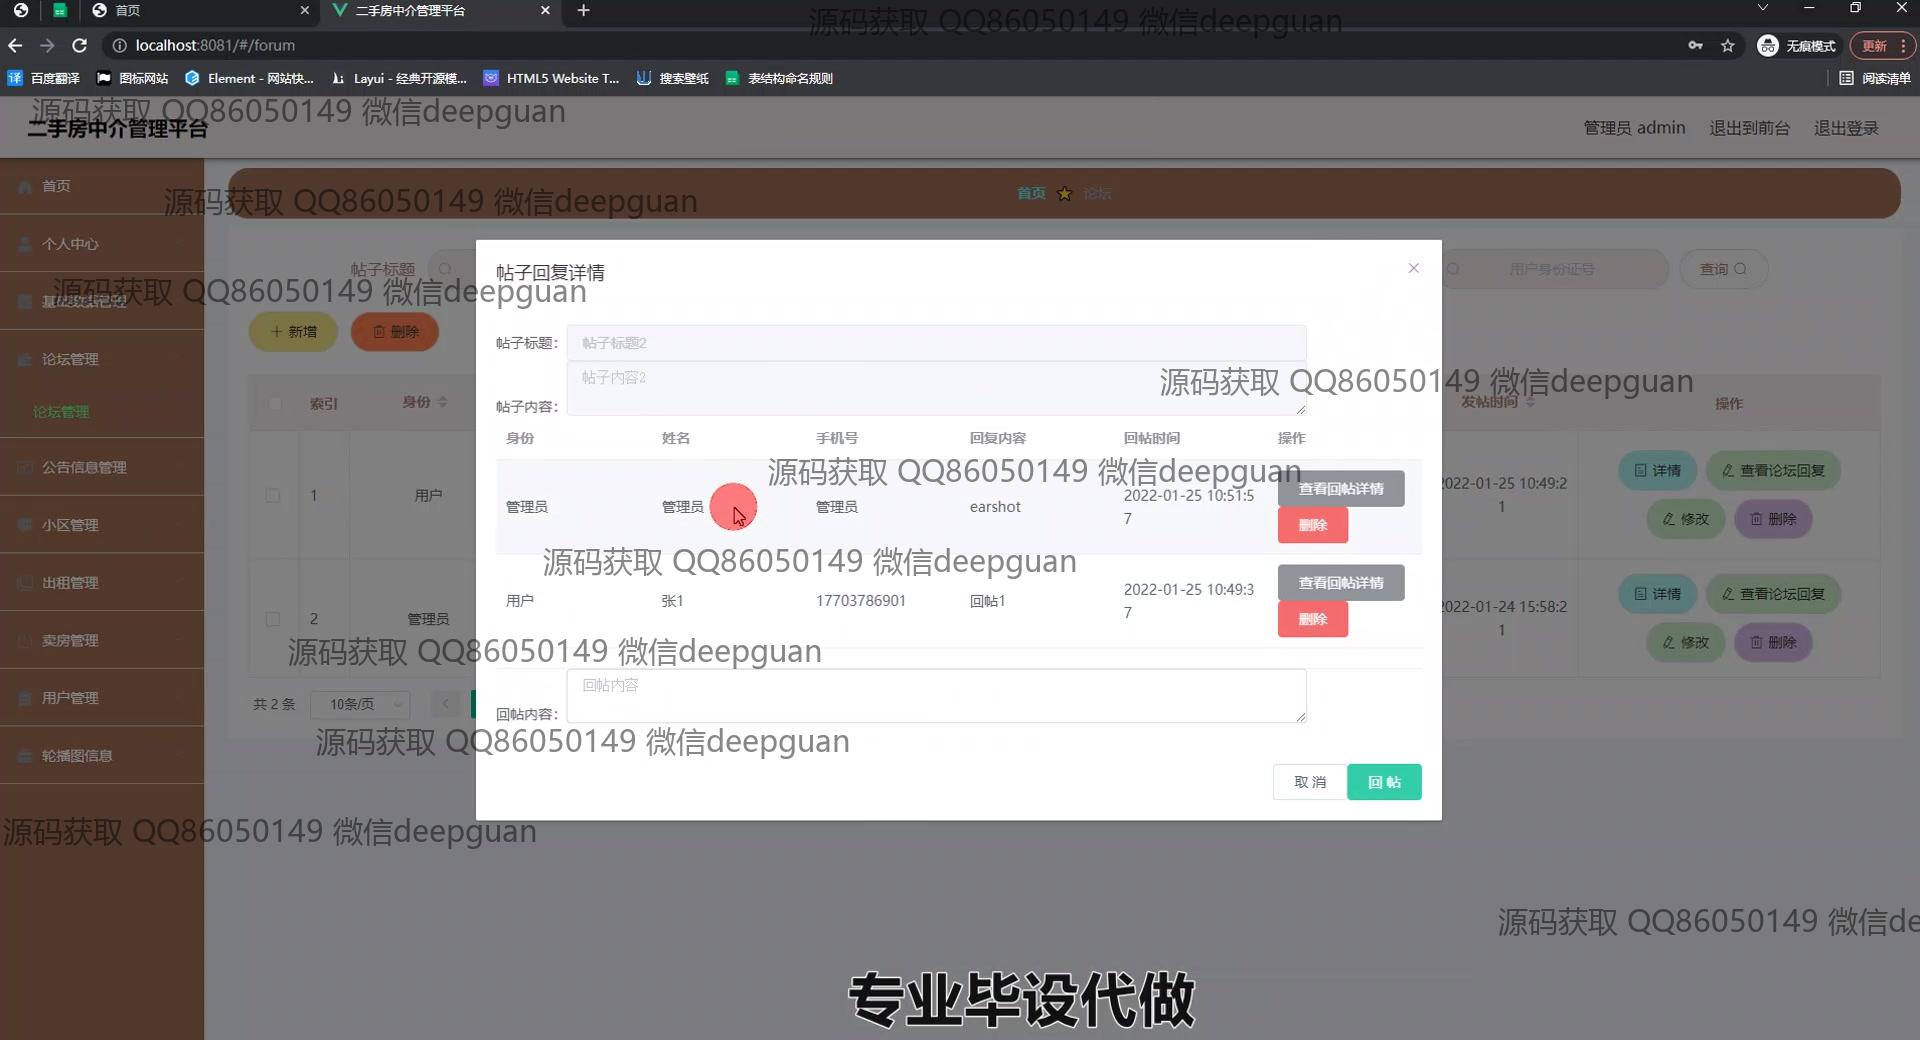 首页
二手房中介管理平台
源码获取 QQ86050149 微信deepguan
localhost:8081/#/forum
无痕模式
更新
百度翻译
图标网站
Element - 网站快...
Layui - 经典开源模...
HTML5 Website T...
搜索壁纸
表结构命名规则
阅读清单
源码获取 QQ86050149 微信deepguan
二手房中介管理平台
管理员 admin
退出到前台
退出登录
首页
源码获取 QQ86050149 微信deepguan
首页
论坛
个人中心
帖子标题
帖子回复详情
用户身份证号
查询
基础数据管理
源码获取 QQ86050149 微信deepguan
新增
删除
帖子标题:
帖子标题2
论坛管理
帖子内容2
源码获取 QQ86050149 微信deepguan
索引
身份
帖子内容:
发帖时间
操作
论坛管理
身份
姓名
手机号
回复内容
回帖时间
操作
公告信息管理
源码获取 QQ86050149 微信deepguan
1
用户
管理员
管理员
管理员
earshot
2022-01-25 10:51:5
7
查看回帖详情
删除
2022-01-25 10:49:2
1
详情
查看论坛回复
修改
删除
小区管理
源码获取 QQ86050149 微信deepguan
出租管理
2
管理员
用户
张1
17703786901
回帖1
2022-01-25 10:49:3
7
查看回帖详情
删除
2022-01-24 15:58:2
1
详情
查看论坛回复
修改
删除
卖房管理
源码获取 QQ86050149 微信deepguan
用户管理
共 2 条
10条/页
回帖内容:
回帖内容
源码获取 QQ86050149 微信deepguan
轮播图信息
取 消
回 帖
源码获取 QQ86050149 微信deepguan
源码获取 QQ86050149 微信de
专业毕设代做